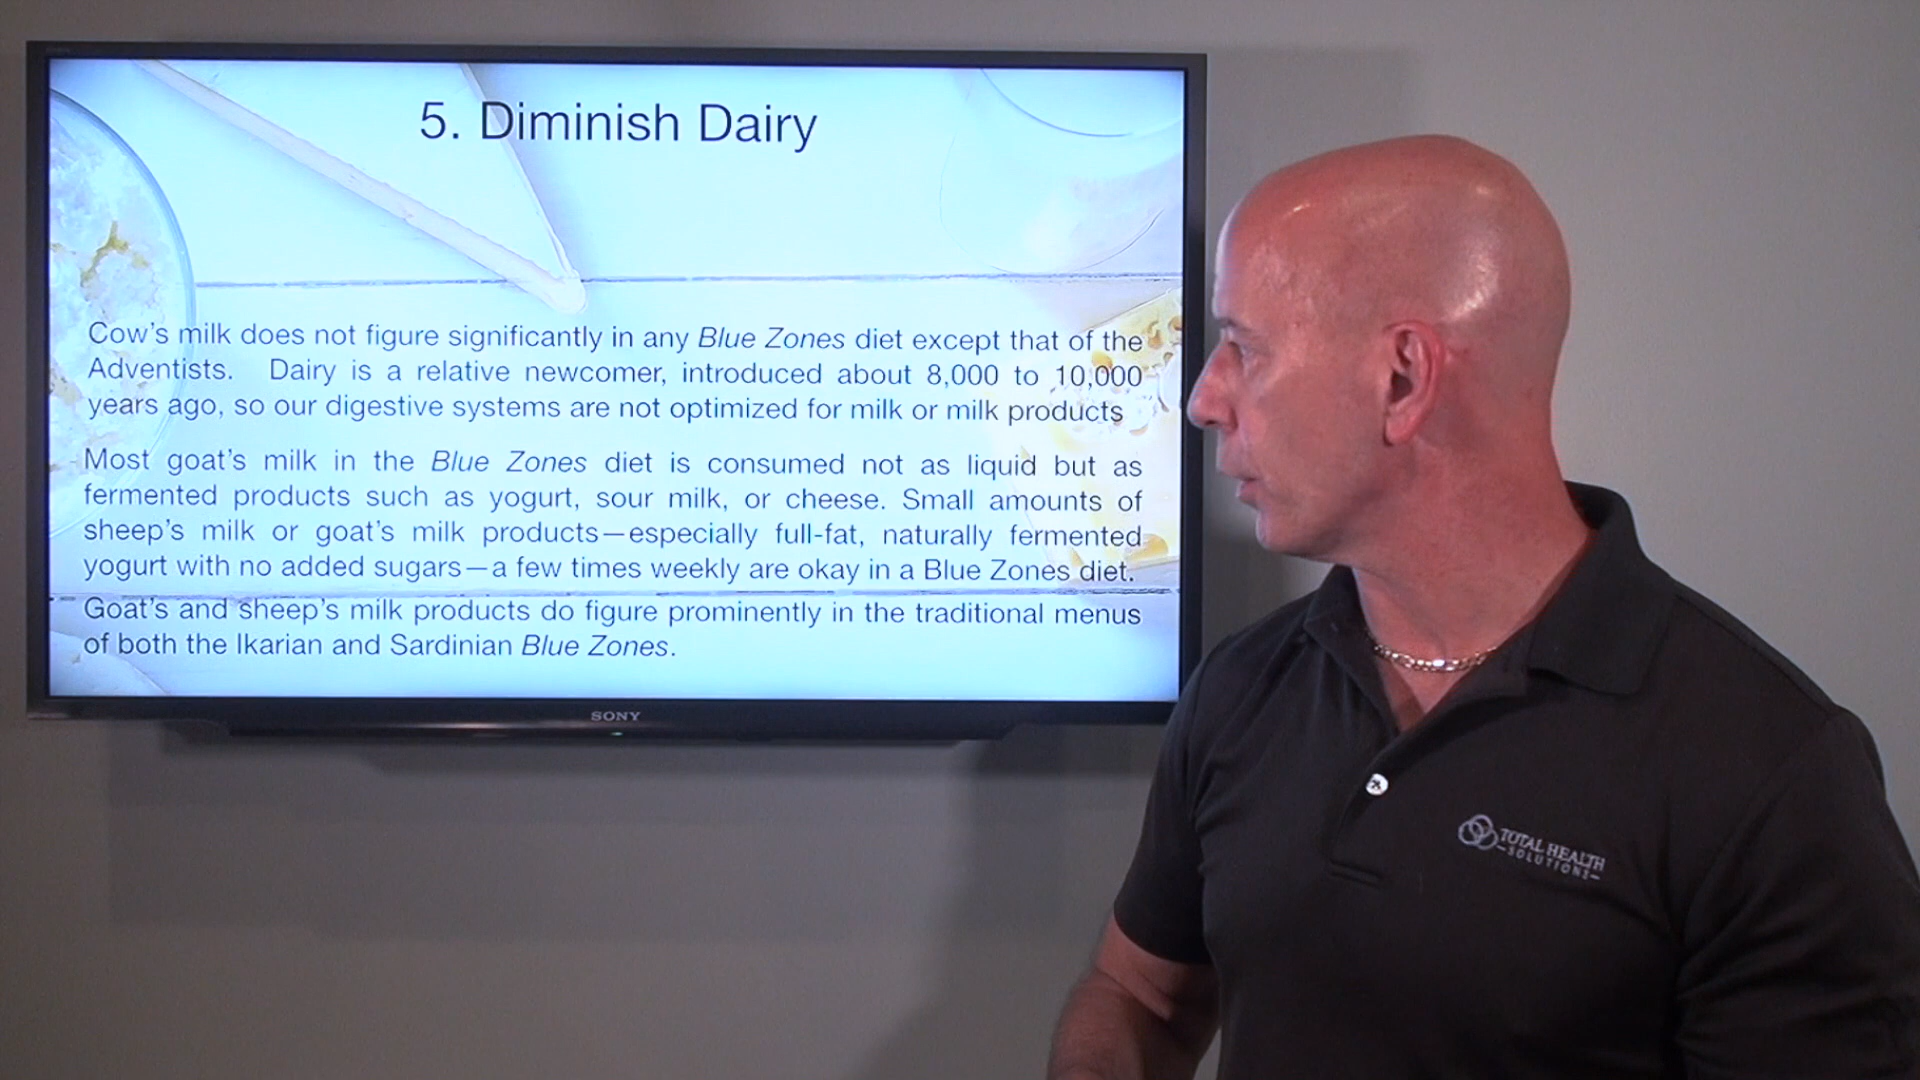 5. Diminish Dairy
Cow's milk does not figure significantly in any Blue Zones diet except that of the
Adventists. Dairy is a relative newcomer, introduced about 8,000 to 10,000
years ago, so our digestive systems are not optimized for milk or milk products
Most goat's milk in the Blue Zones diet is consumed not as liquid but as
fermented products such as yogurt, sour milk, or cheese. Small amounts of
sheep's milk or goat's milk products—especially full-fat, naturally fermented
yogurt with no added sugars—a few times weekly are okay in a Blue Zones diet.
Goat's and sheep's milk products do figure prominently in the traditional menus
of both the Ikarian and Sardinian Blue Zones.
SONY
TOTAL HEALTH
-SOLUTIONS-